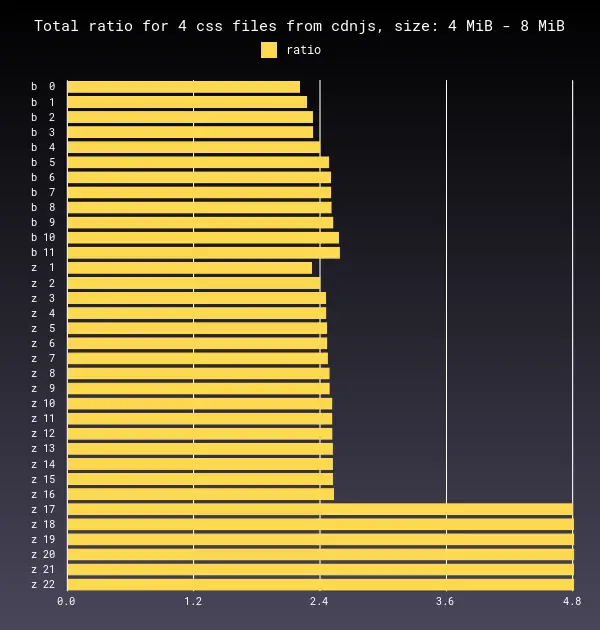 Total ratio for 4 css files from cdnjs, size: 4 MiB - 8 MiB
ratio
b 0
b 1
b 2
b 3
b 4
b 5
b 6
b 7
b 8
b 9
b 10
b 11
z 1
z 2
z 3
z 4
z 5
z 6
z 7
z 8
z 9
z 10
z 11
z 12
z 13
z 14
z 15
z 16
z 17
z 18
z 19
z 20
z 21
z 22
0.0 1.2 2.4 3.6 4.8